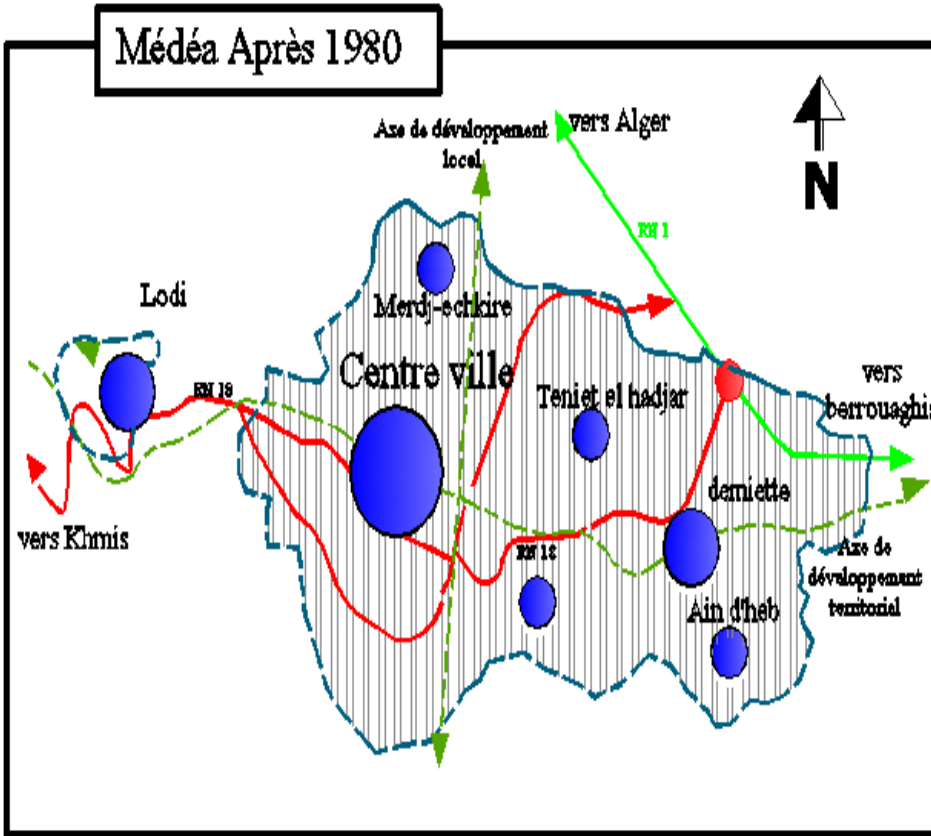 Médéa Après 1980
Axe de développement
local
vers Alger
N
RN 1
Lodi
Merdj-echkire
RN 18
Centre ville
Teniet el hadjar
vers
berrouaghis
vers Khmis
demiette
RN 18
Axe de
développement
territorial
Ain d'heb